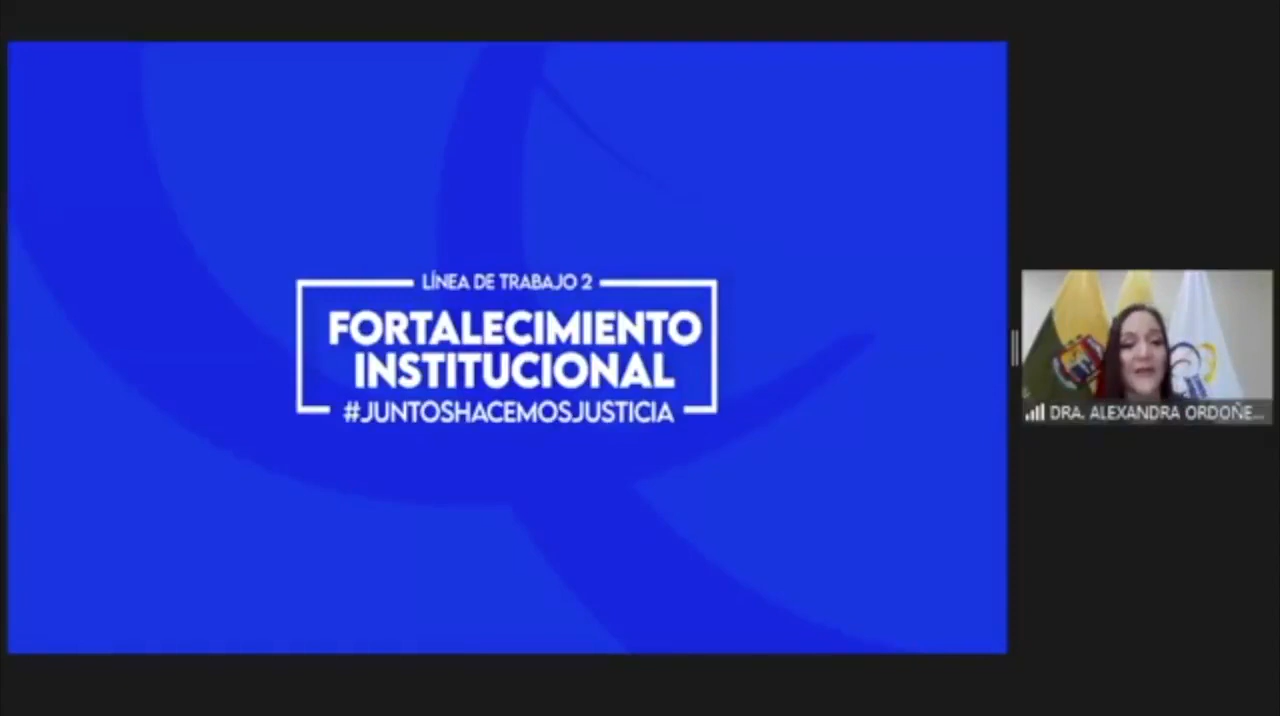 LÍNEA DE TRABAJO 2
FORTALECIMIENTO
INSTITUCIONAL
#JUNTOSHACEMOSJUSTICIA
DRA. ALEXANDRA ORDOÑE...